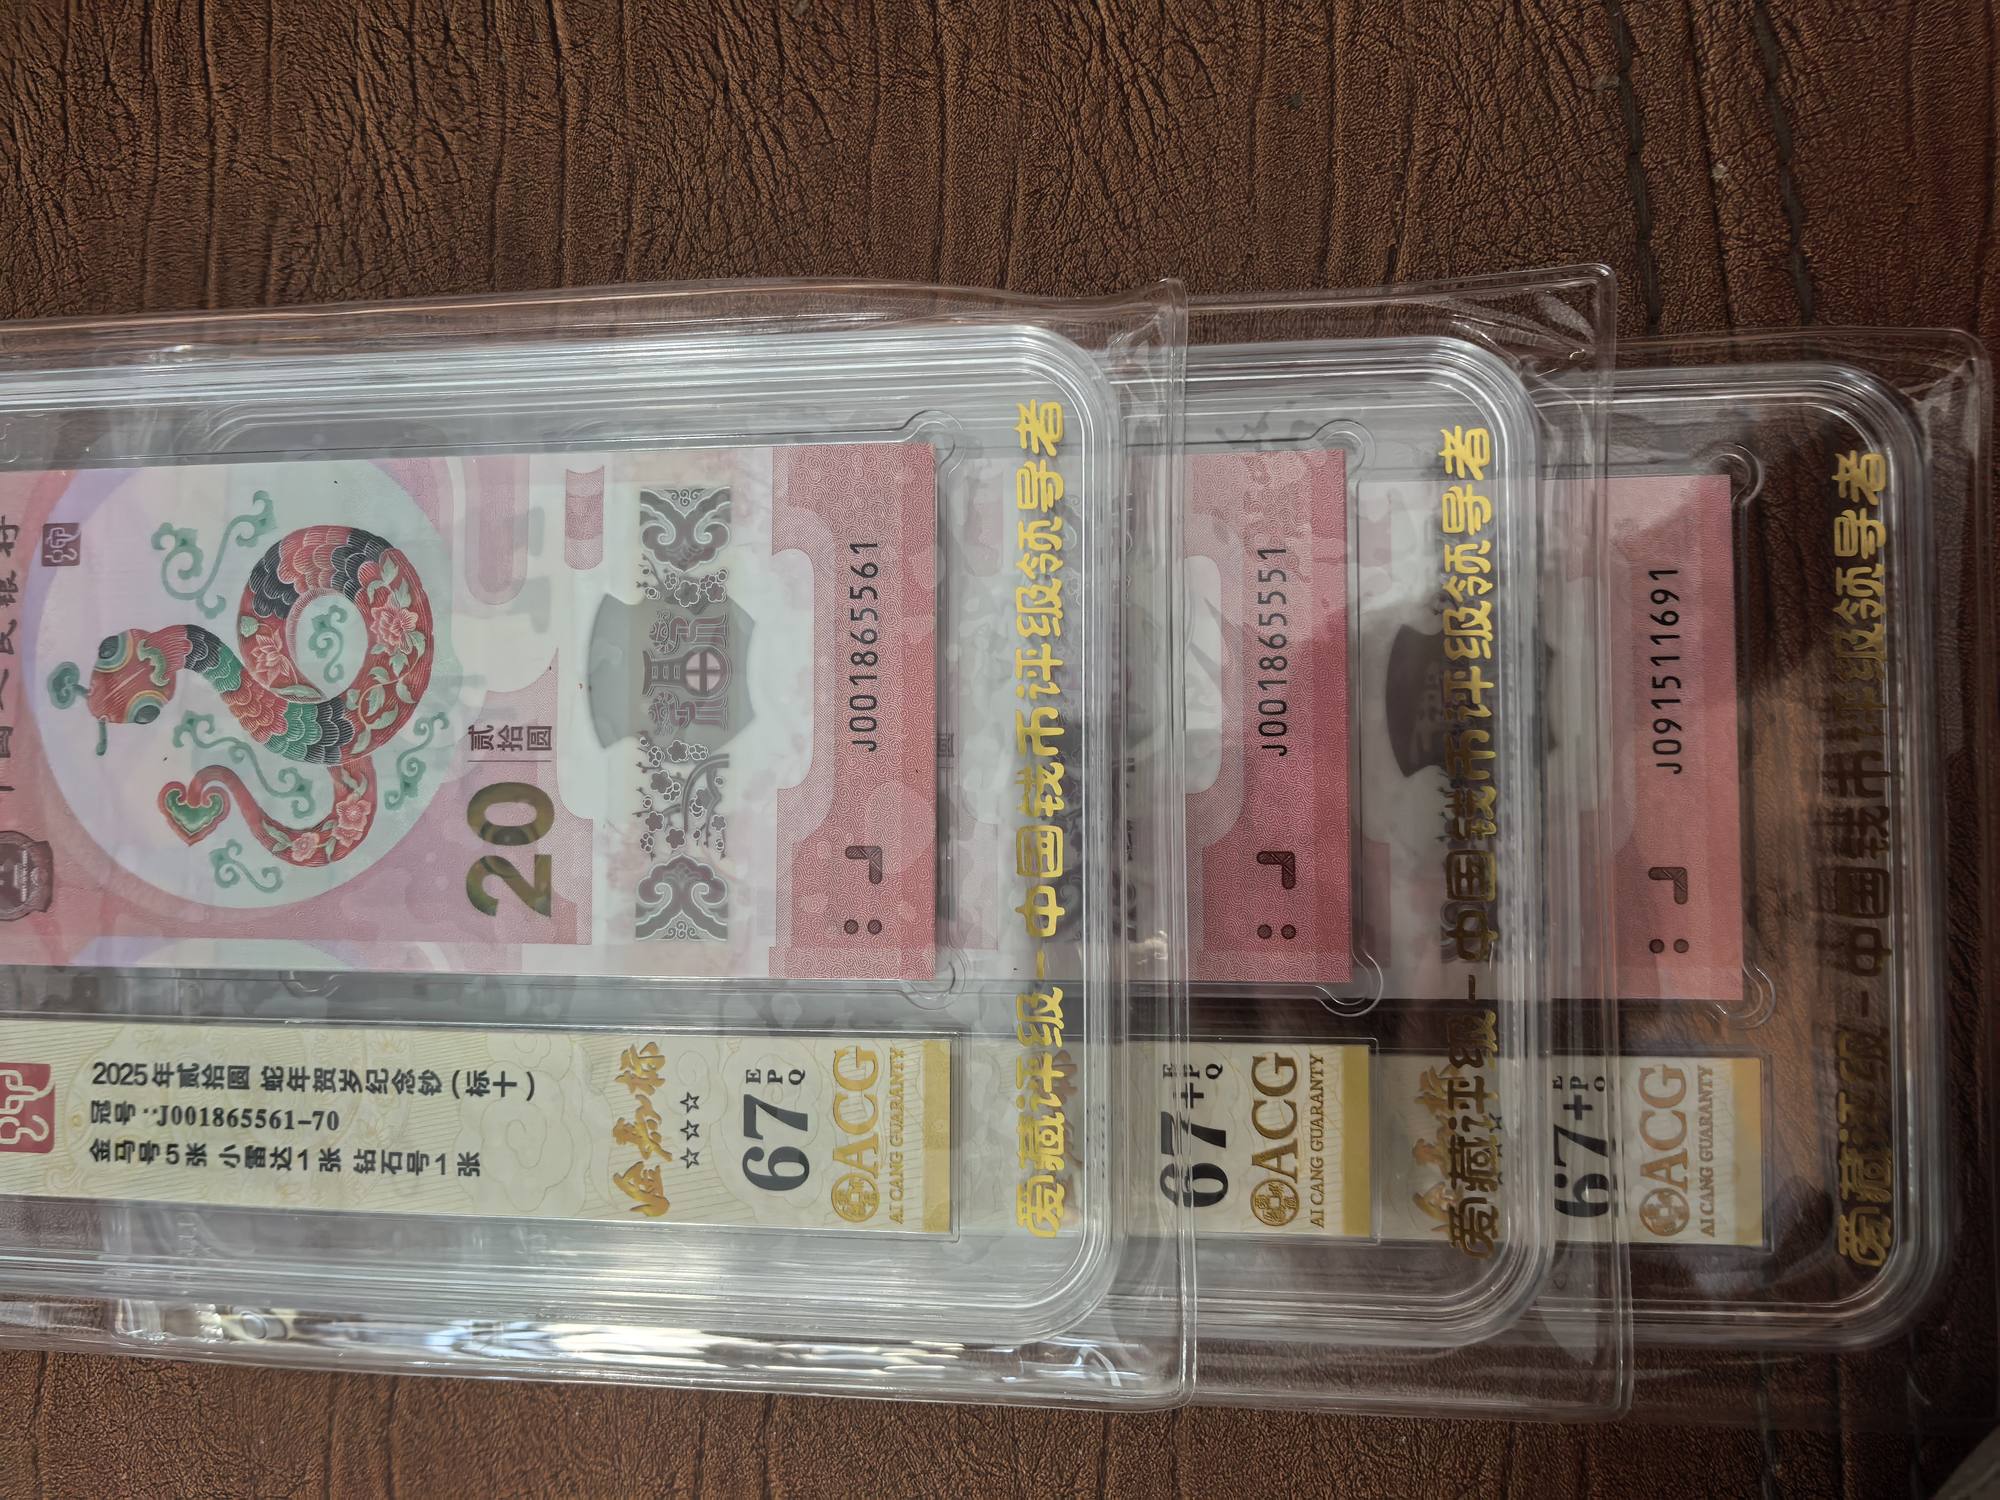 中国人民银行
贰拾圆
20
J001865561
2025年贰拾圆 蛇年贺岁纪念钞(标十)
冠号:J001865561-70
金马号5张 小雷达1张 钻石号1张
金马标
☆☆☆☆
67 EPQ
ACG
AI CANG GUARANTY
爱藏评级-中国钱币评级领导者
J001865551
67+ EPQ
ACG
AI CANG GUARANTY
爱藏评级-中国钱币评级领导者
J091511691
67+ EPQ
ACG
AI CANG GUARANTY
爱藏评级-中国钱币评级领导者